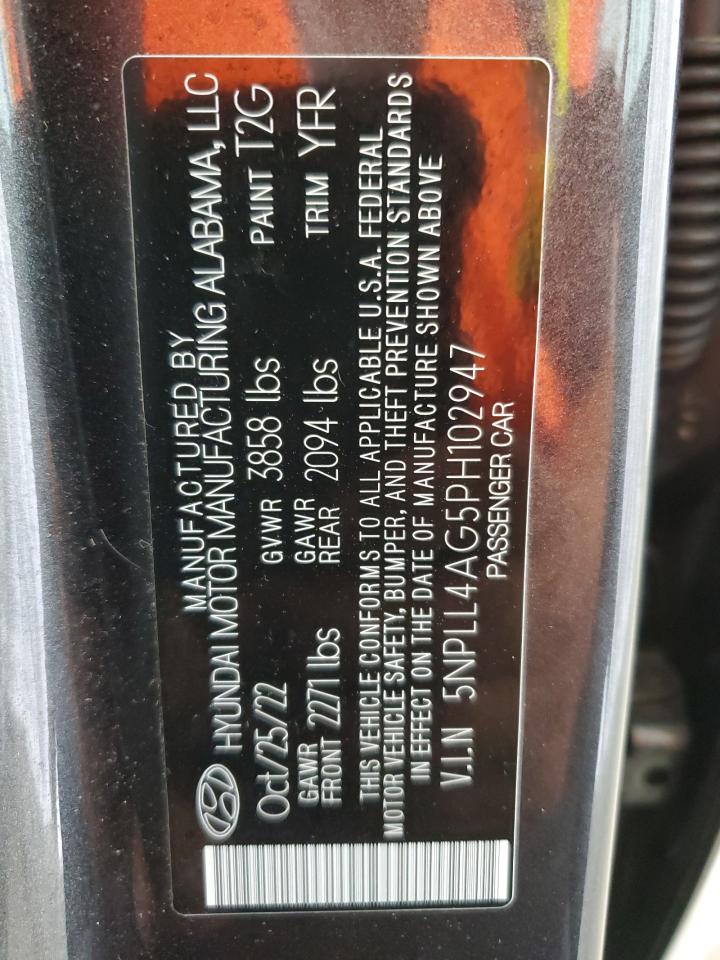 MANUFACTURED BY
HYUNDAI MOTOR MANUFACTURING ALABAMA, LLC
Oct/25/22 GVWR 3858 lbs PAINT T2G
GAWR FRONT 2271 lbs GAWR REAR 2094 lbs TRIM YFR
THIS VEHICLE CONFORMS TO ALL APPLICABLE U.S.A. FEDERAL
MOTOR VEHICLE SAFETY, BUMPER, AND THEFT PREVENTION STANDARDS
IN EFFECT ON THE DATE OF MANUFACTURE SHOWN ABOVE
V.I.N 5NPLL4AG5PH102947
PASSENGER CAR